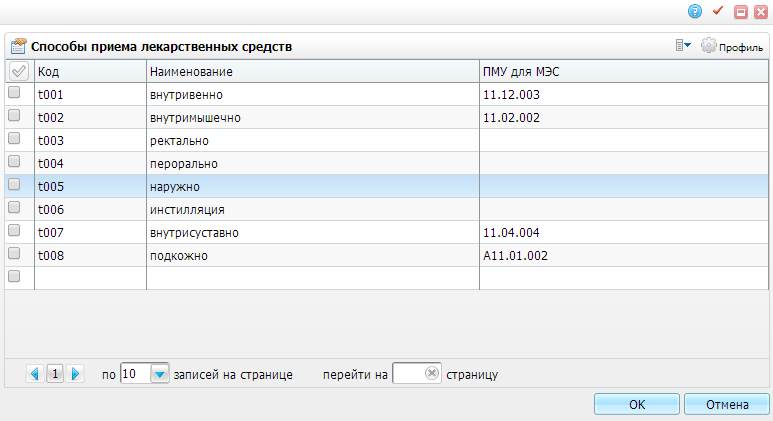 Способы приема лекарственных средств Профиль
Код Наименование ПМУ для МЭС
t001 внутривенно 11.12.003
t002 внутримышечно 11.02.002
t003 ректально
t004 перорально
t005 наружно
t006 инстилляция
t007 внутрисуставно 11.04.004
t008 подкожно A11.01.002
1 по 10 записей на странице перейти на страницу
ОК Отмена